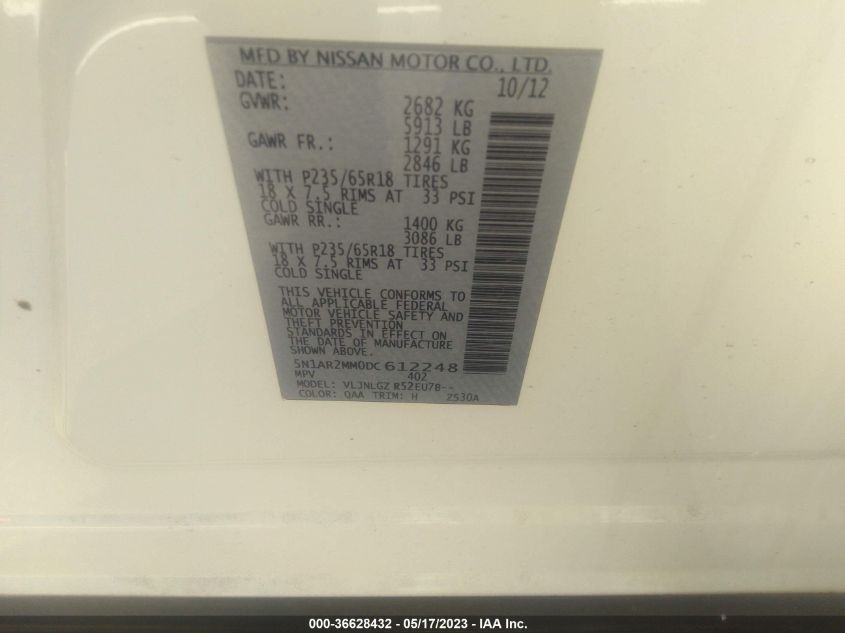 MFD BY NISSAN MOTOR CO., LTD.
DATE: 10/12
GVWR: 2682 KG
5913 LB
GAWR FR.: 1291 KG
2846 LB
WITH P235/65R18 TIRES
18 X 7.5 RIMS AT 33 PSI
COLD SINGLE
GAWR RR.: 1400 KG
3086 LB
WITH P235/65R18 TIRES
18 X 7.5 RIMS AT 33 PSI
COLD SINGLE
THIS VEHICLE CONFORMS TO
ALL APPLICABLE FEDERAL
MOTOR VEHICLE SAFETY AND
THEFT PREVENTION
STANDARDS IN EFFECT ON
THE DATE OF MANUFACTURE
SHOWN ABOVE.
5N1AR2MM0DC 612248
MPV 402
MODEL: VLJNLGZ R52EU78--
COLOR: QAA TRIM: H 2530A
000-36628432 - 05/17/2023 - IAA Inc.